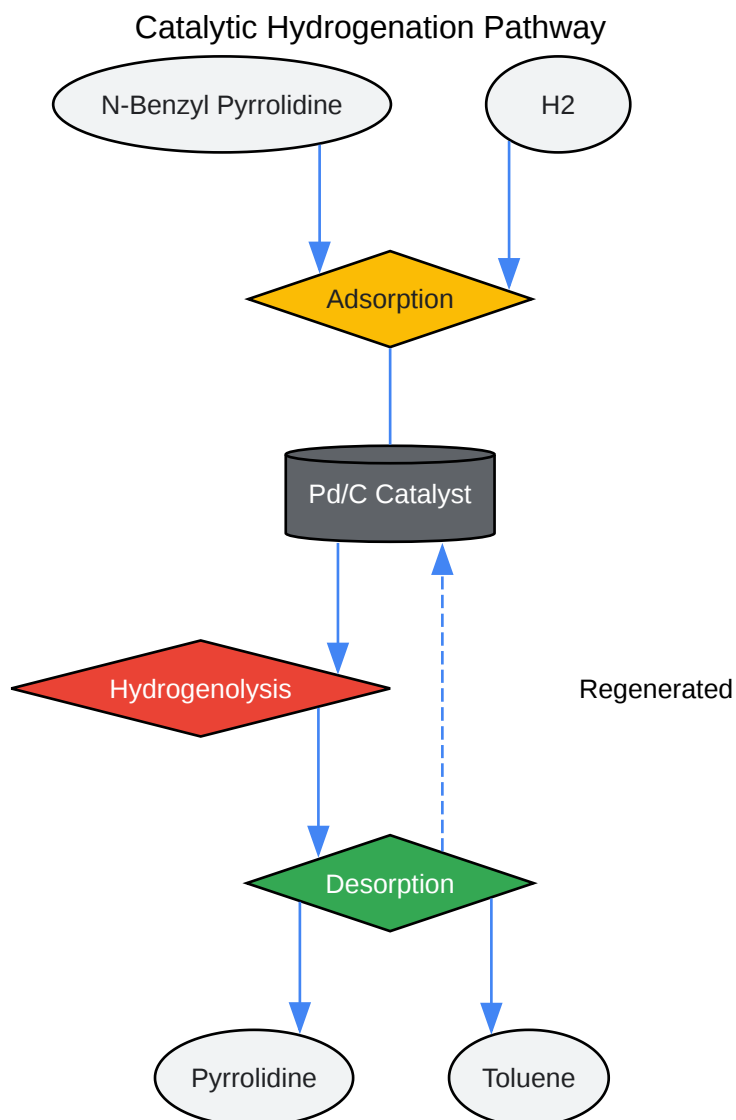 Catalytic Hydrogenation Pathway
N-Benzyl Pyrrolidine
H2
Adsorption
Pd/C Catalyst
Hydrogenolysis
Regenerated
Desorption
Pyrrolidine
Toluene